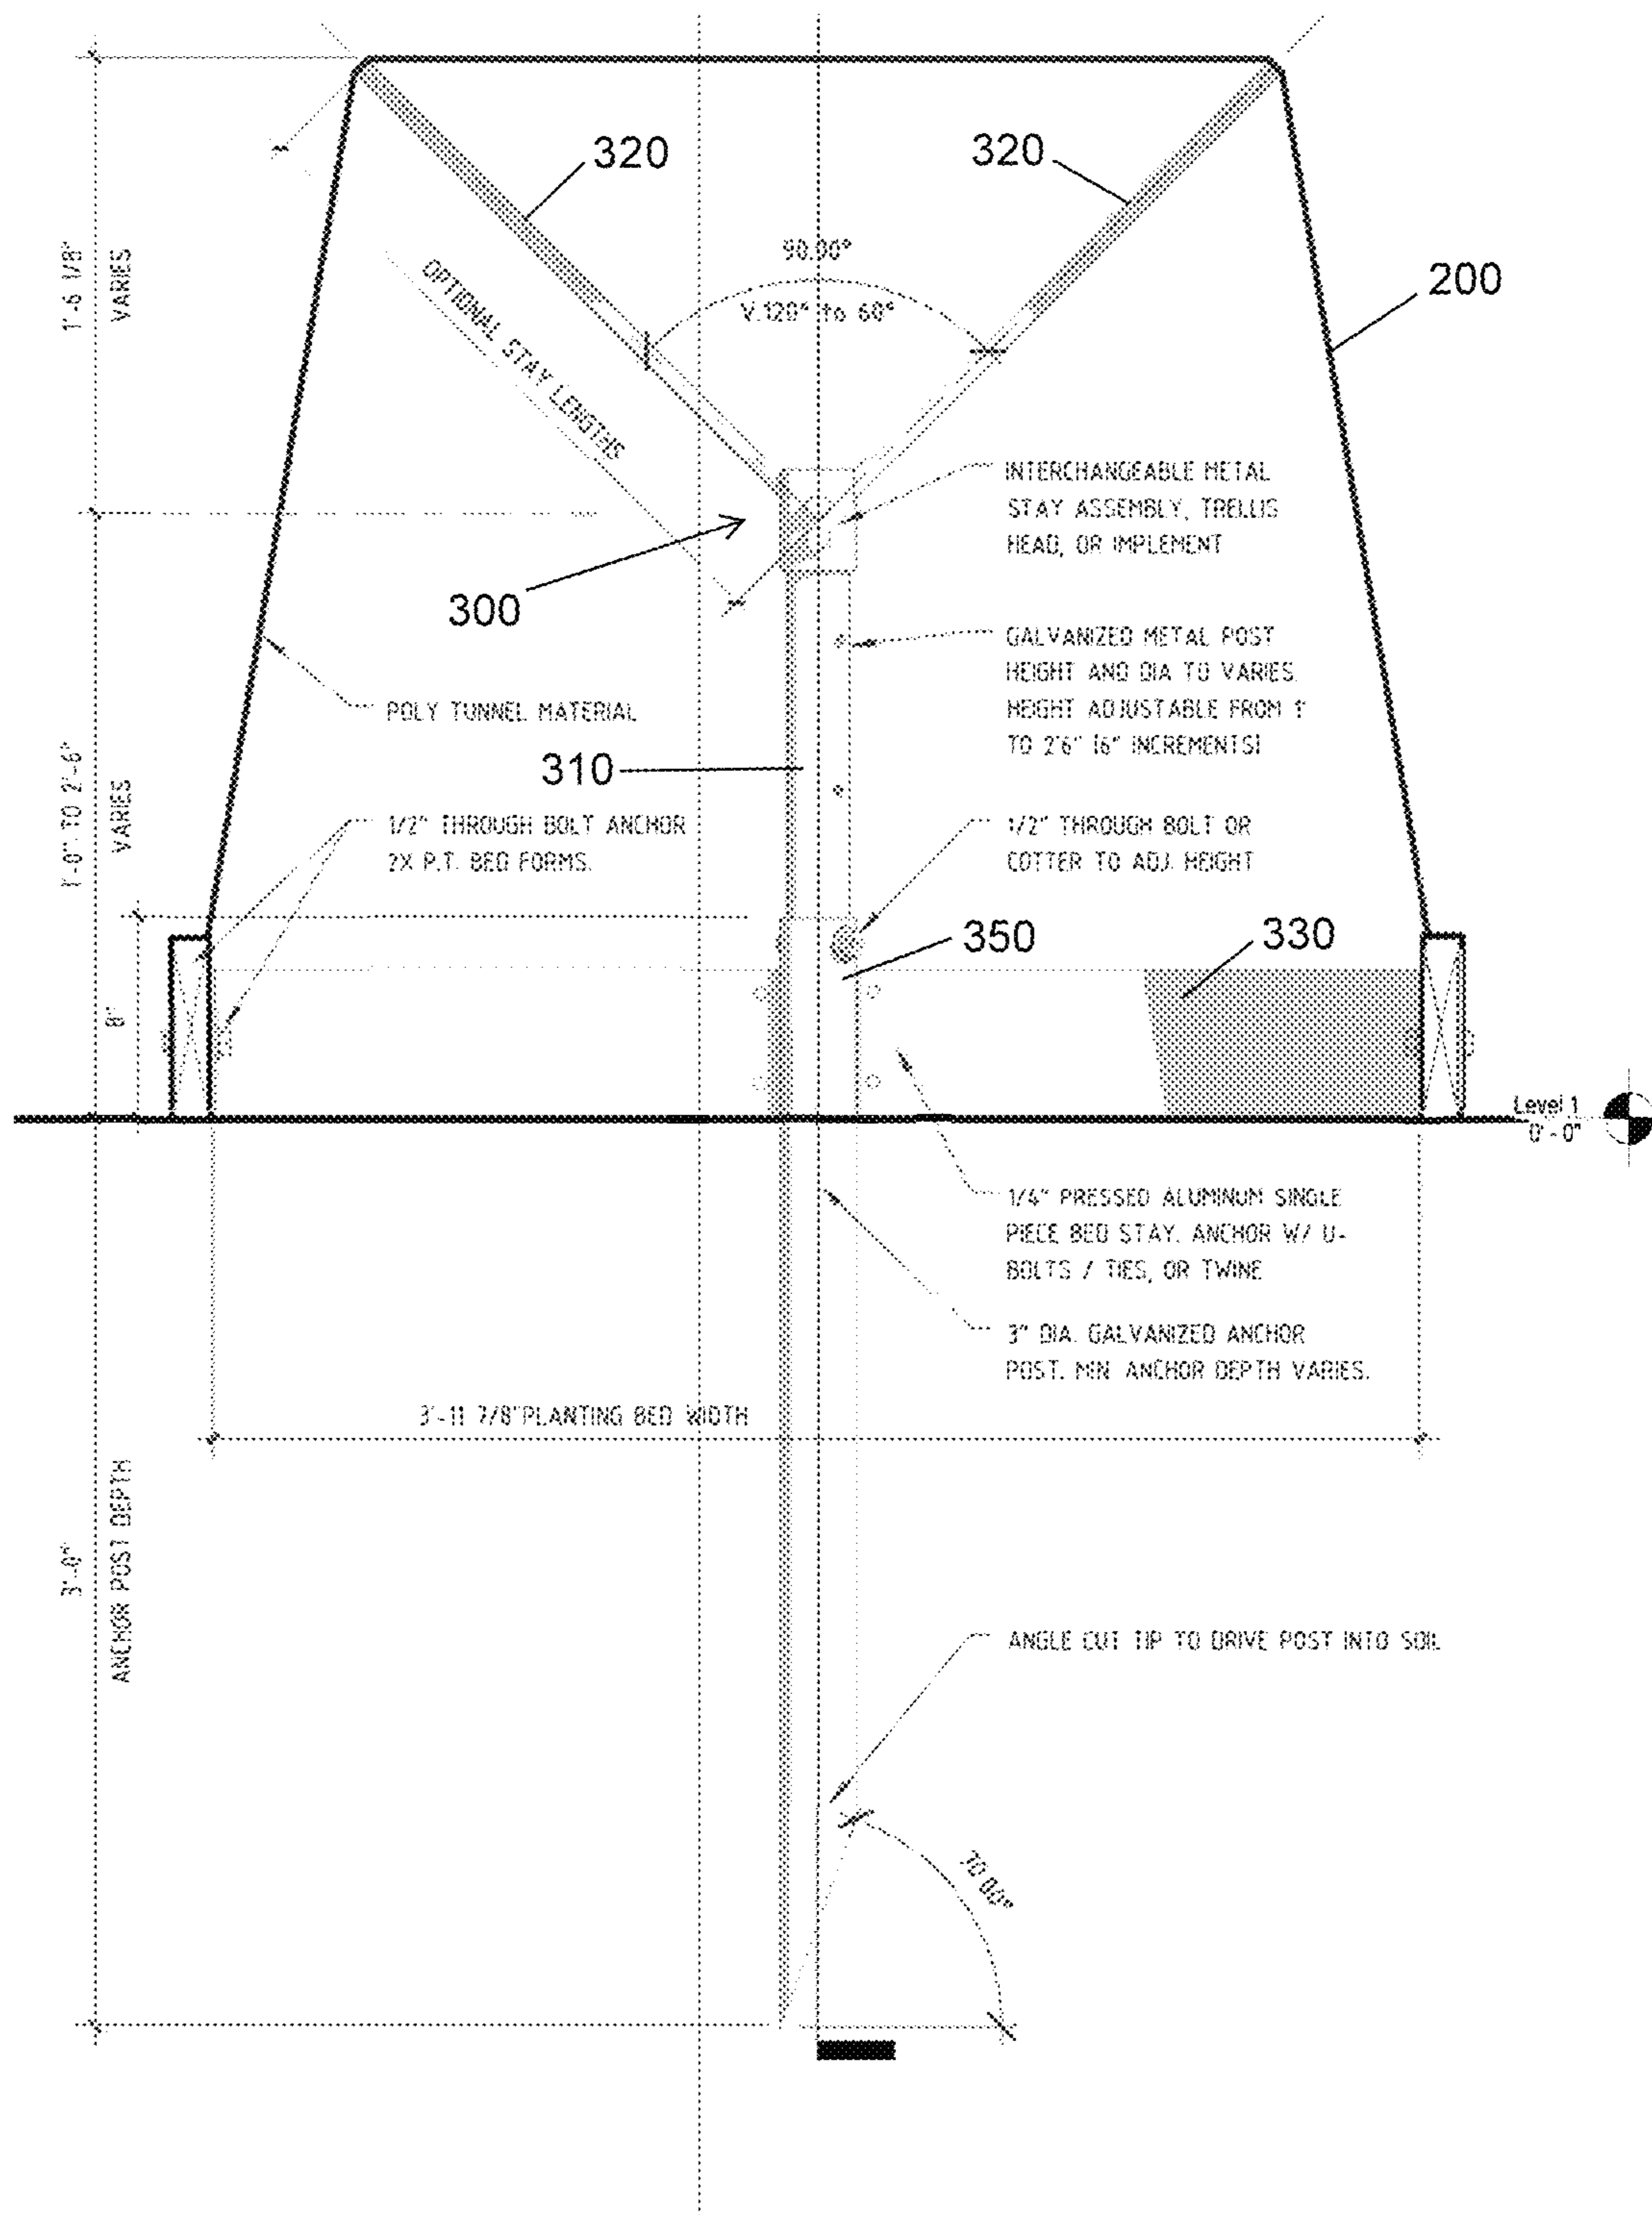 320
320
90.00°
V.120° to 60°
200
1'-6 1/8"
VARIES
OPTIONAL STAY LENGTHS
INTERCHANGEABLE METAL
STAY ASSEMBLY, TRELLIS
HEAD, OR IMPLEMENT
300
GALVANIZED METAL POST
HEIGHT AND DIA TO VARIES.
HEIGHT ADJUSTABLE FROM 1'
TO 2'6" (6" INCREMENTS)
POLY TUNNEL MATERIAL
310
1'-0" TO 2'-6"
VARIES
1/2" THROUGH BOLT ANCHOR
2X P.T. BED FORMS.
1/2" THROUGH BOLT OR
COTTER TO ADJ. HEIGHT
350
330
8"
Level 1
0' - 0"
1/4" PRESSED ALUMINUM SINGLE
PIECE BED STAY. ANCHOR W/ U-
BOLTS / TIES, OR TWINE
3" DIA. GALVANIZED ANCHOR
POST. MIN ANCHOR DEPTH VARIES.
3'-11 7/8" PLANTING BED WIDTH
3'-0"
ANCHOR POST DEPTH
ANGLE CUT TIP TO DRIVE POST INTO SOIL
TO